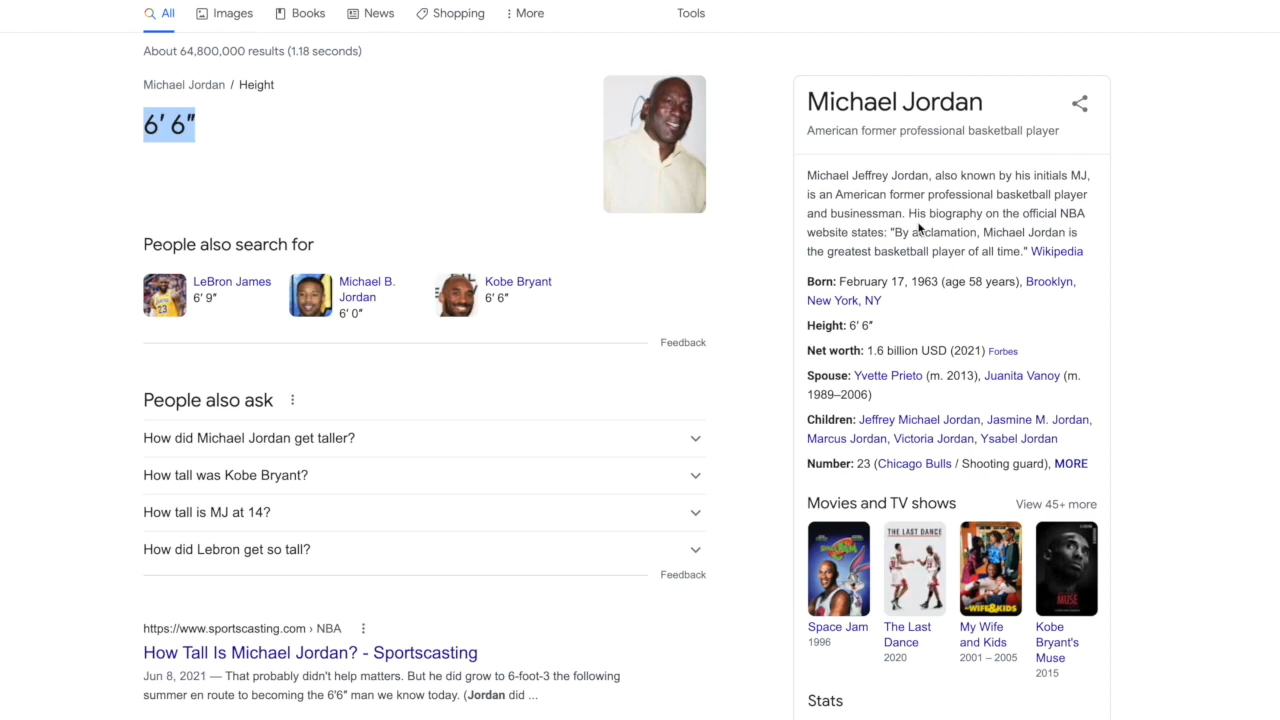 All Images Books News Shopping More Tools
About 64,800,000 results (1.18 seconds)
Michael Jordan / Height
6′ 6″
People also search for
LeBron James
6′ 9″
Michael B.
Jordan
6′ 0″
Kobe Bryant
6′ 6″
Feedback
People also ask
How did Michael Jordan get taller?
How tall was Kobe Bryant?
How tall is MJ at 14?
How did Lebron get so tall?
Feedback
https://www.sportscasting.com › NBA
How Tall Is Michael Jordan? - Sportscasting
Jun 8, 2021 — That probably didn't help matters. But he did grow to 6-foot-3 the following
summer en route to becoming the 6'6″ man we know today. (Jordan did ...
Michael Jordan
American former professional basketball player
Michael Jeffrey Jordan, also known by his initials MJ,
is an American former professional basketball player
and businessman. His biography on the official NBA
website states: "By acclamation, Michael Jordan is
the greatest basketball player of all time." Wikipedia
Born: February 17, 1963 (age 58 years), Brooklyn,
New York, NY
Height: 6′ 6″
Net worth: 1.6 billion USD (2021) Forbes
Spouse: Yvette Prieto (m. 2013), Juanita Vanoy (m.
1989–2006)
Children: Jeffrey Michael Jordan, Jasmine M. Jordan,
Marcus Jordan, Victoria Jordan, Ysabel Jordan
Number: 23 (Chicago Bulls / Shooting guard), MORE
Movies and TV shows
View 45+ more
SPACE JAM
THE LAST DANCE
MY WIFE & KIDS
MUSE
Space Jam
1996
The Last
Dance
2020
My Wife
and Kids
2001 – 2005
Kobe
Bryant's
Muse
2015
Stats